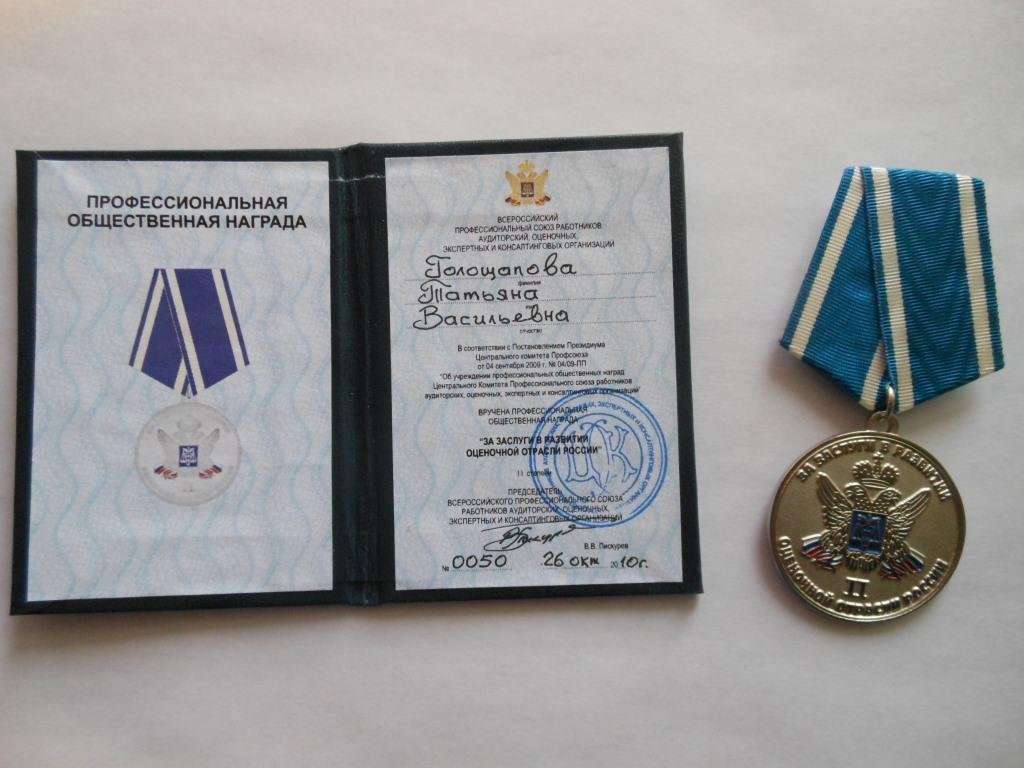 ПРОФЕССИОНАЛЬНАЯ
ОБЩЕСТВЕННАЯ НАГРАДА
ВСЕРОССИЙСКИЙ
ПРОФЕССИОНАЛЬНЫЙ СОЮЗ РАБОТНИКОВ
АУДИТОРСКИЙ, ОЦЕНОЧНЫХ,
ЭКСПЕРТНЫХ И КОНСАЛТИНГОВЫХ ОРГАНИЗАЦИЙ
Голощапова
фамилия
Татьяна
Васильевна
отчество
В соответствии с Постановлением Президиума
Центрального комитета Профсоюза
от 04 сентября 2009 г. № 04/09-ПП
"Об учреждении профессиональных общественных наград
Центрального Комитета Профессионального союза работников
аудиторских, оценочных, экспертных и консалтинговых организаций"
ВРУЧЕНА ПРОФЕССИОНАЛЬНАЯ
ОБЩЕСТВЕННАЯ НАГРАДА
"ЗА ЗАСЛУГИ В РАЗВИТИИ
ОЦЕНОЧНОЙ ОТРАСЛИ РОССИИ"
II степени
ПРЕДСЕДАТЕЛЬ
ВСЕРОССИЙСКОГО ПРОФЕССИОНАЛЬНОГО СОЮЗА
РАБОТНИКОВ АУДИТОРСКИХ, ОЦЕНОЧНЫХ,
ЭКСПЕРТНЫХ И КОНСАЛТИНГОВЫХ ОРГАНИЗАЦИЙ
В.В. Пискурев
№ 0050 26 окт 2010г.
ЗА ЗАСЛУГИ В РАЗВИТИИ
ОЦЕНОЧНОЙ ОТРАСЛИ РОССИИ
II